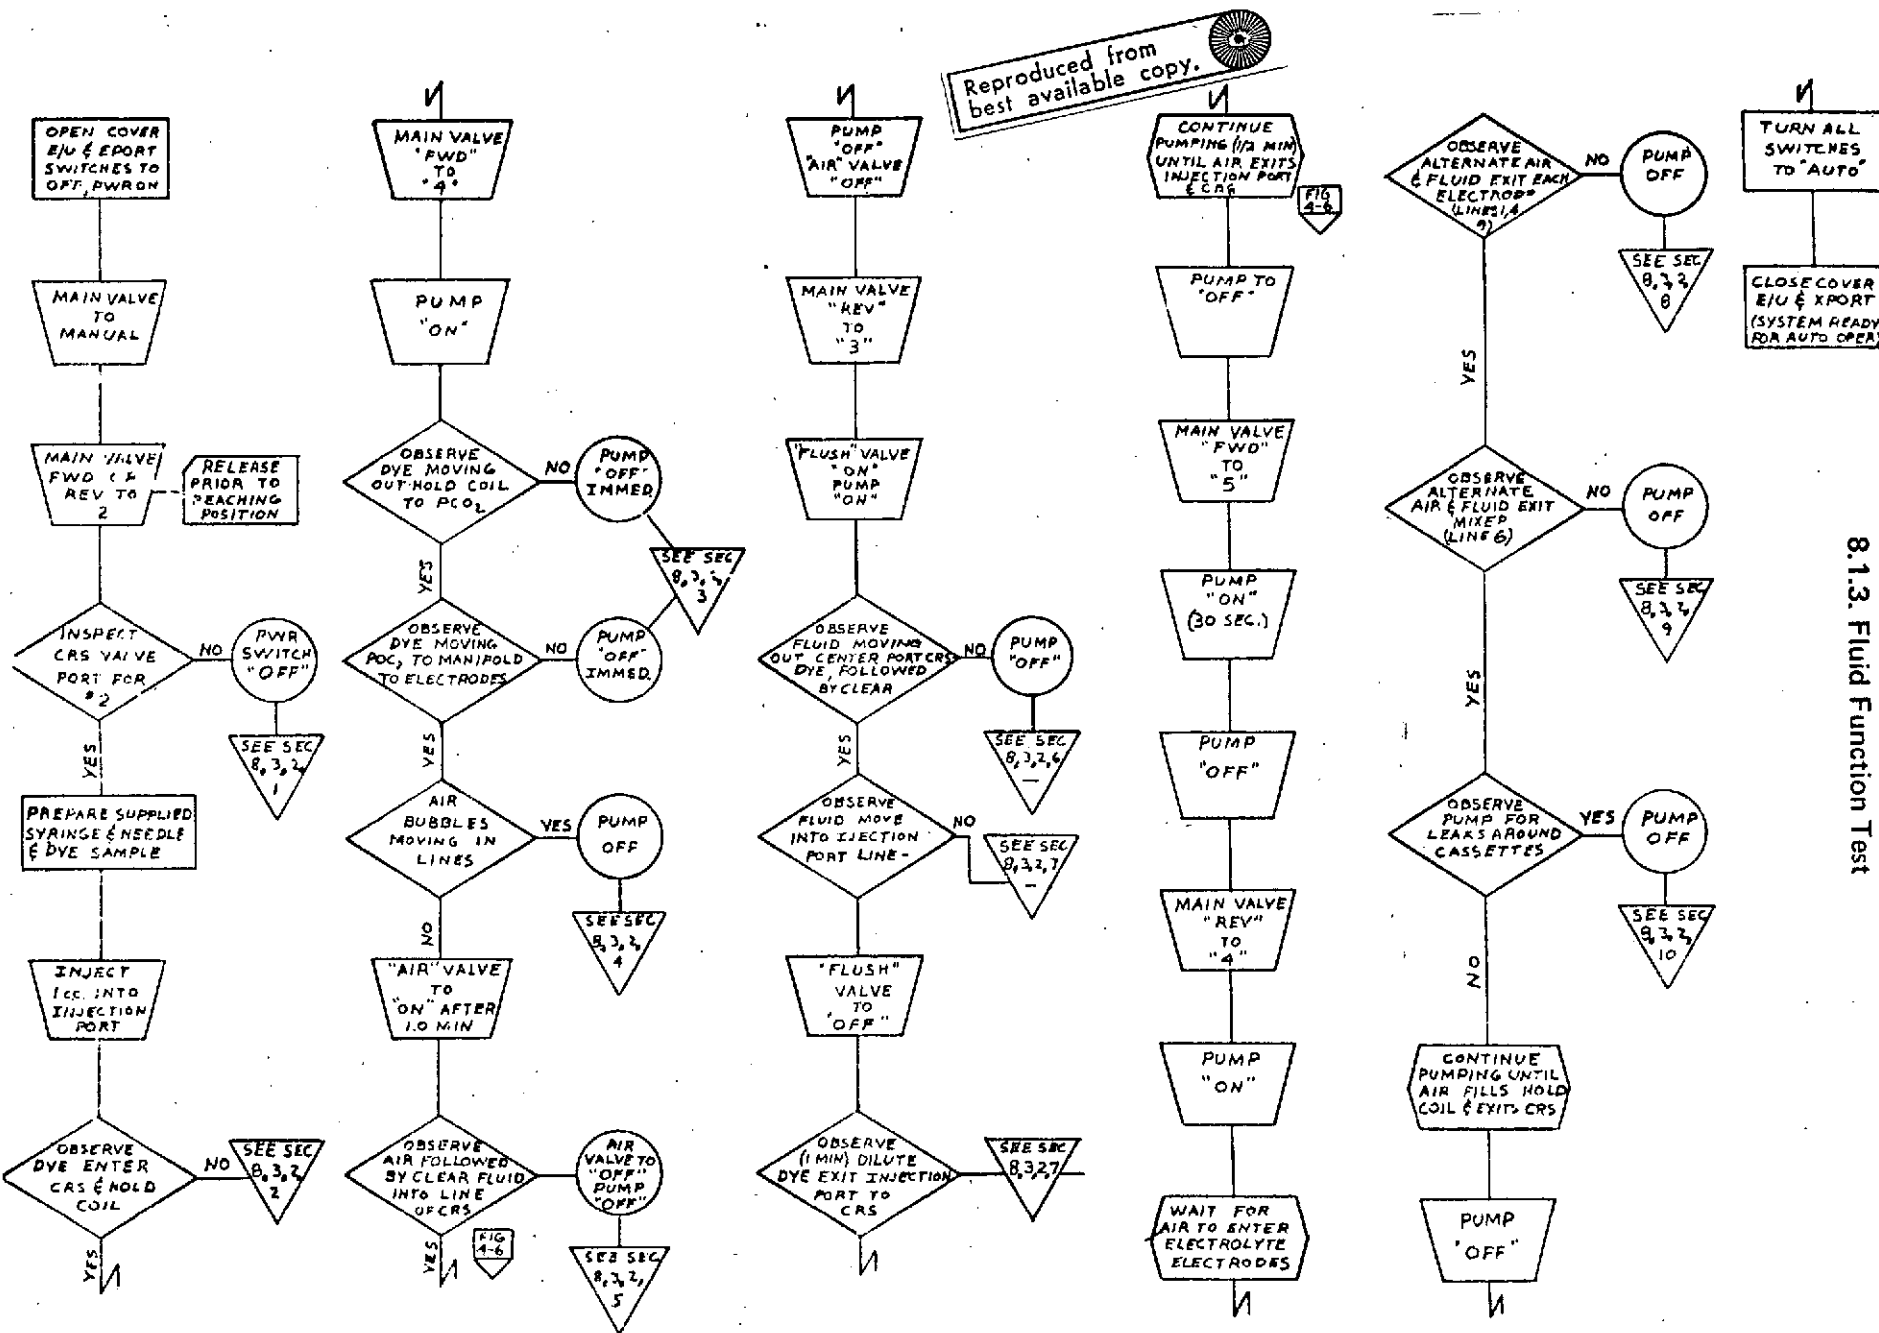 Reproduced from
best available copy.
8.1.3. Fluid Function Test
OPEN COVER
E/U & EPORT
SWITCHES TO
OFF, PWR ON
MAIN VALVE
TO
MANUAL
MAIN VALVE
FWD
REV TO
2
RELEASE
PRIOR TO
REACHING
POSITION
INSPECT
CRS VALVE
PORT FOR
#2
NO
PWR
SWITCH
"OFF"
SEE SEC
8,3,2,
1
YES
PREPARE SUPPLIED
SYRINGE & NEEDLE
& DYE SAMPLE
INJECT
1 CC. INTO
INJECTION
PORT
OBSERVE
DYE ENTER
CRS & HOLD
COIL
NO
SEE SEC
8,3,2,
2
YES
MAIN VALVE
"FWD"
TO
"4"
PUMP
"ON"
OBSERVE
DYE MOVING
OUT-HOLD COIL
TO PCO2
NO
PUMP
"OFF"
IMMED.
SEE SEC
8,3,
3
YES
OBSERVE
DYE MOVING
POC, TO MANIFOLD
TO ELECTRODES
NO
PUMP
"OFF"
IMMED.
YES
AIR
BUBBLES
MOVING IN
LINES
YES
PUMP
OFF
SEE SEC
8,3,2,
4
NO
"AIR" VALVE
TO
"ON" AFTER
1.0 MIN
OBSERVE
AIR FOLLOWED
BY CLEAR FLUID
INTO LINE
OF CRS
AIR
VALVE TO
"OFF"
PUMP
"OFF"
SEE SEC
8,3,2,
5
YES
FIG
4-6
PUMP
"OFF"
"AIR" VALVE
"OFF"
MAIN VALVE
"REV"
TO
"3"
"FLUSH" VALVE
"ON"
PUMP
"ON"
OBSERVE
FLUID MOVING
OUT CENTER PORT CRS
DYE, FOLLOWED
BY CLEAR
NO
PUMP
"OFF"
SEE SEC
8,3,2,6
—
YES
OBSERVE
FLUID MOVE
INTO INJECTION
PORT LINE-
NO
SEE SEC
8,3,2,7
—
"FLUSH"
VALVE
TO
"OFF"
OBSERVE
(1 MIN) DILUTE
DYE EXIT INJECTION
PORT TO
CRS
SEE SEC
8,3,2,7
CONTINUE
PUMPING (1/2 MIN)
UNTIL AIR EXITS
INJECTION PORT
& CRS
FIG
4-6
PUMP TO
"OFF"
MAIN VALVE
"FWD"
TO
"5"
PUMP
"ON"
(30 SEC.)
PUMP
"OFF"
MAIN VALVE
"REV"
TO
"4"
PUMP
"ON"
WAIT FOR
AIR TO ENTER
ELECTROLYTE
ELECTRODES
OBSERVE
ALTERNATE AIR
& FLUID EXIT EACH
ELECTRODE
(LINES 1,4,
9)
NO
PUMP
OFF
SEE SEC
8,3,2,
8
YES
OBSERVE
ALTERNATE
AIR & FLUID EXIT
MIXER
(LINE 6)
NO
PUMP
OFF
SEE SEC
8,3,2,
9
YES
OBSERVE
PUMP FOR
LEAKS AROUND
CASSETTES
YES
PUMP
OFF
SEE SEC
8,3,2,
10
NO
CONTINUE
PUMPING UNTIL
AIR FILLS HOLD
COIL & EXITS CRS
PUMP
"OFF"
TURN ALL
SWITCHES
TO "AUTO"
CLOSE COVER
E/U & XPORT
(SYSTEM READY
FOR AUTO OPER)